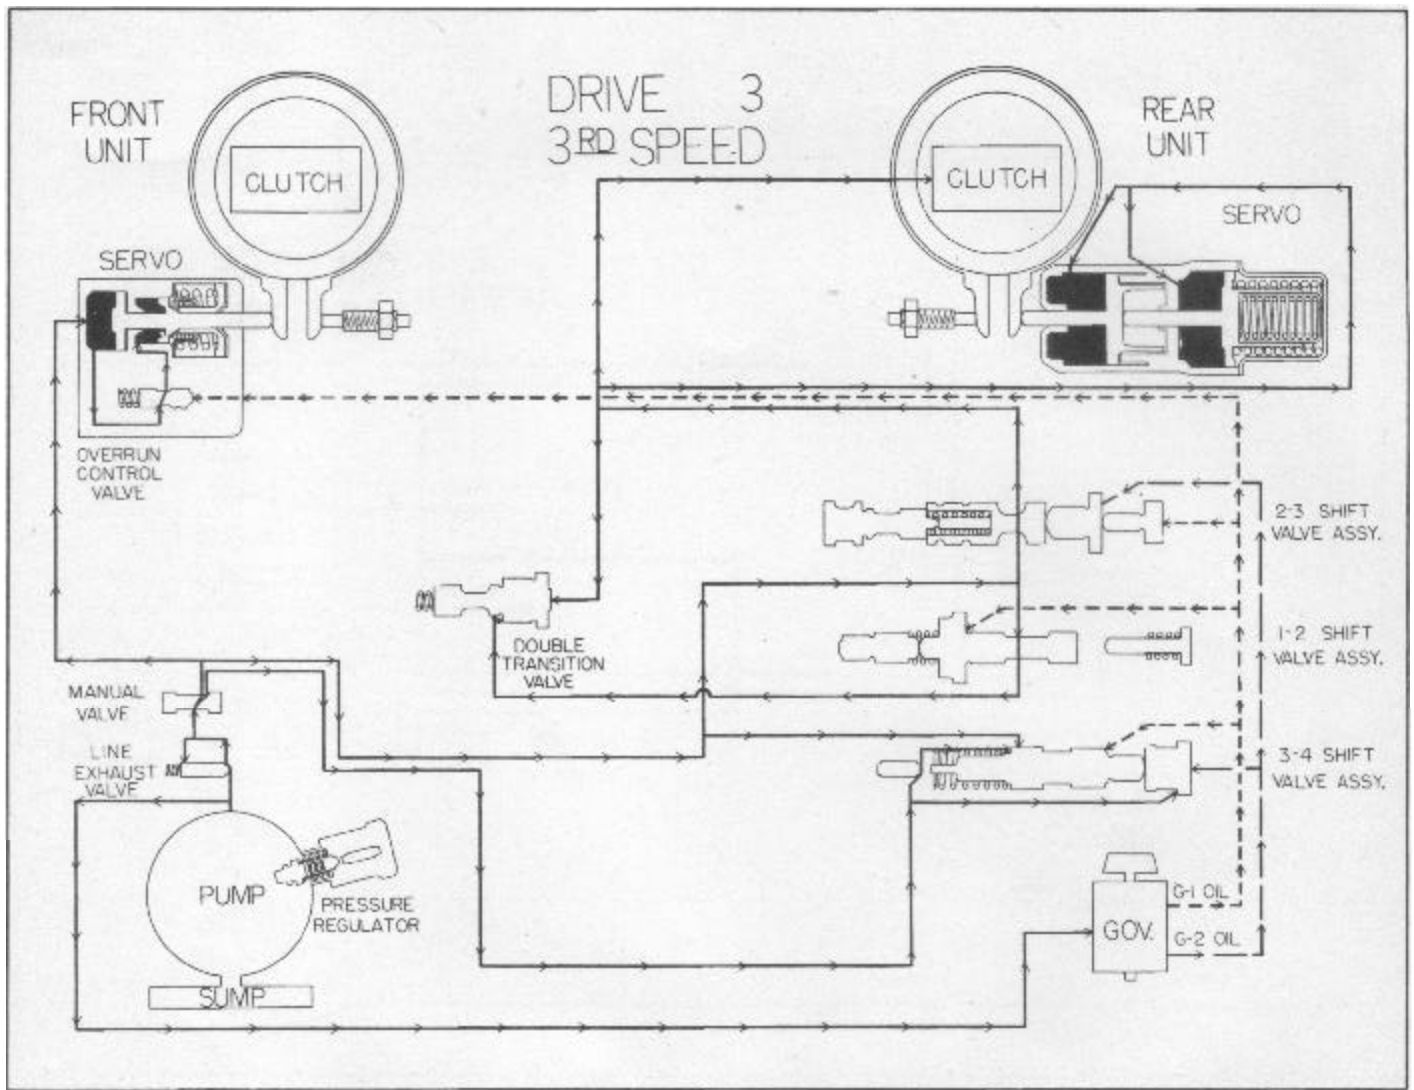 DRIVE 3
3RD SPEED
FRONT
UNIT
CLUTCH
CLUTCH
REAR
UNIT
SERVO
SERVO
OVERRUN
CONTROL
VALVE
2-3 SHIFT
VALVE ASSY.
DOUBLE
TRANSITION
VALVE
1-2 SHIFT
VALVE ASSY.
MANUAL
VALVE
LINE
EXHAUST
VALVE
3-4 SHIFT
VALVE ASSY.
PUMP
PRESSURE
REGULATOR
G-1 OIL
GOV.
G-2 OIL
SUMP